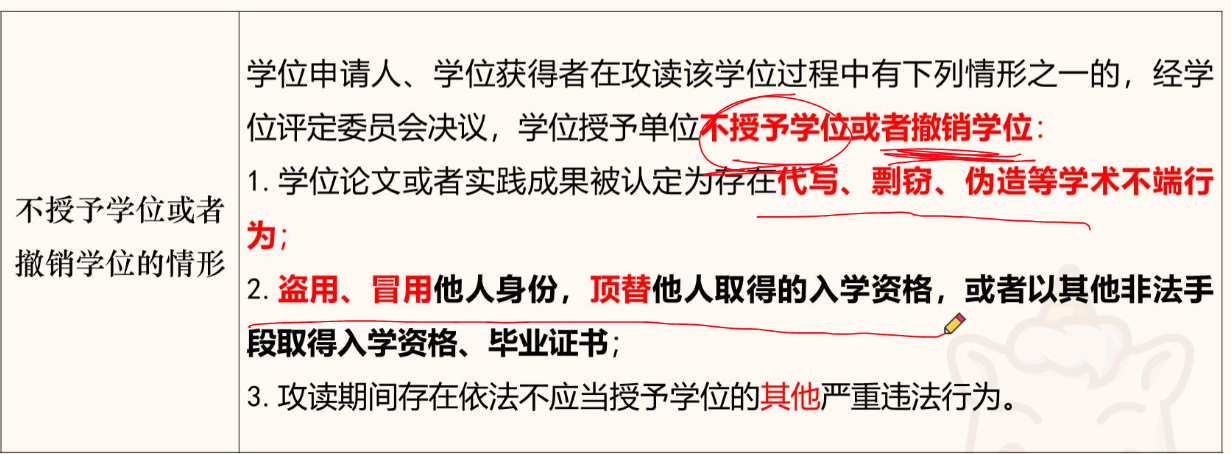 不授予学位或者
撤销学位的情形
学位申请人、学位获得者在攻读该学位过程中有下列情形之一的，经学
位评定委员会决议，学位授予单位不授予学位或者撤销学位：
1. 学位论文或者实践成果被认定为存在代写、剽窃、伪造等学术不端行
为；
2. 盗用、冒用他人身份，顶替他人取得的入学资格，或者以其他非法手
段取得入学资格、毕业证书；
3. 攻读期间存在依法不应当授予学位的其他严重违法行为。